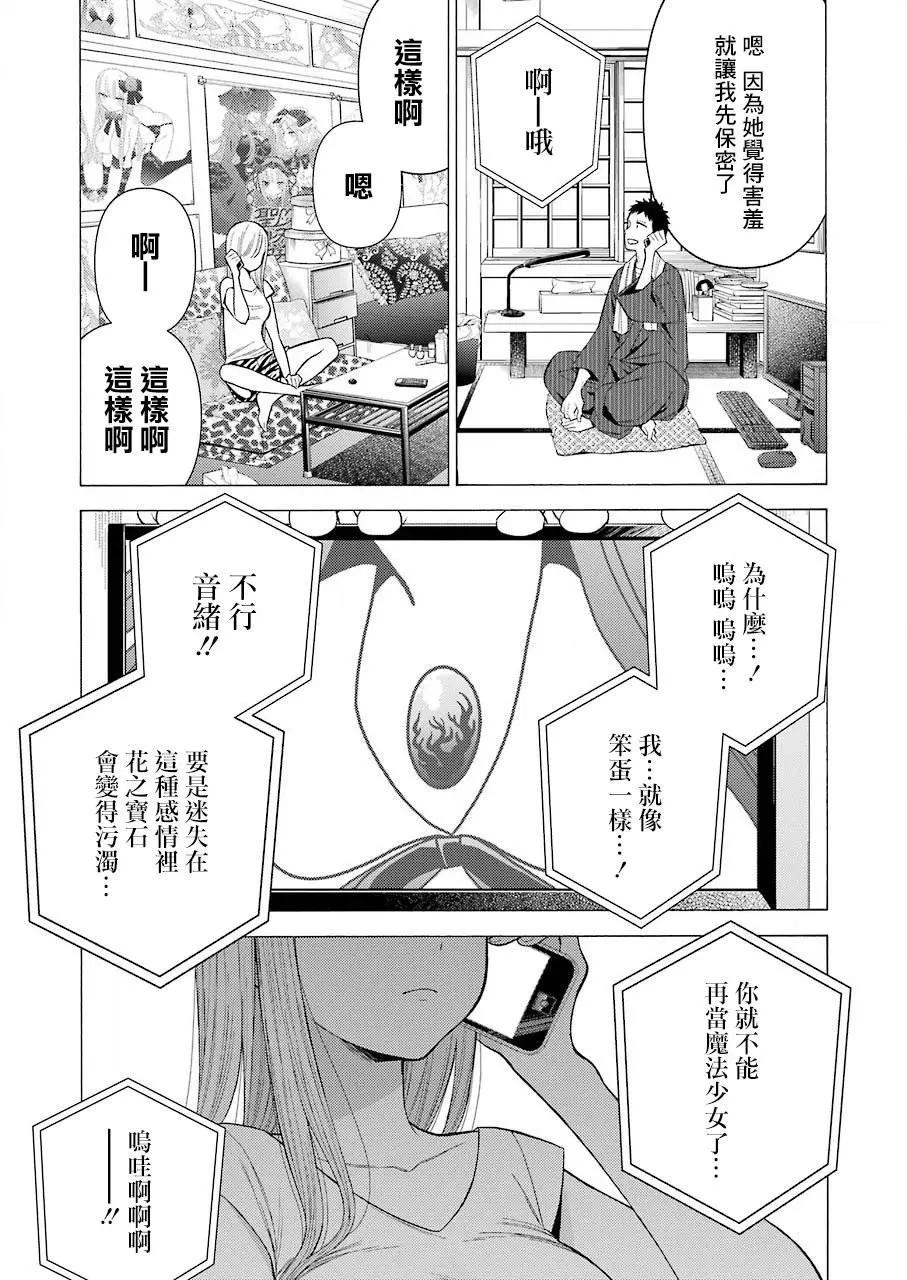 嗯 因為她覺得害羞
就讓我先保密了
啊—哦
這樣啊
嗯
啊—
這樣啊
這樣啊
聖
為什麼…！
嗚嗚 嗚嗚…
我…就像
笨蛋一樣…！
不行
音緒!!
要是迷失在
這種感情裡
花之寶石
會變得污濁…
你就不能
再當魔法少女了…
嗚哇啊啊啊
——!!